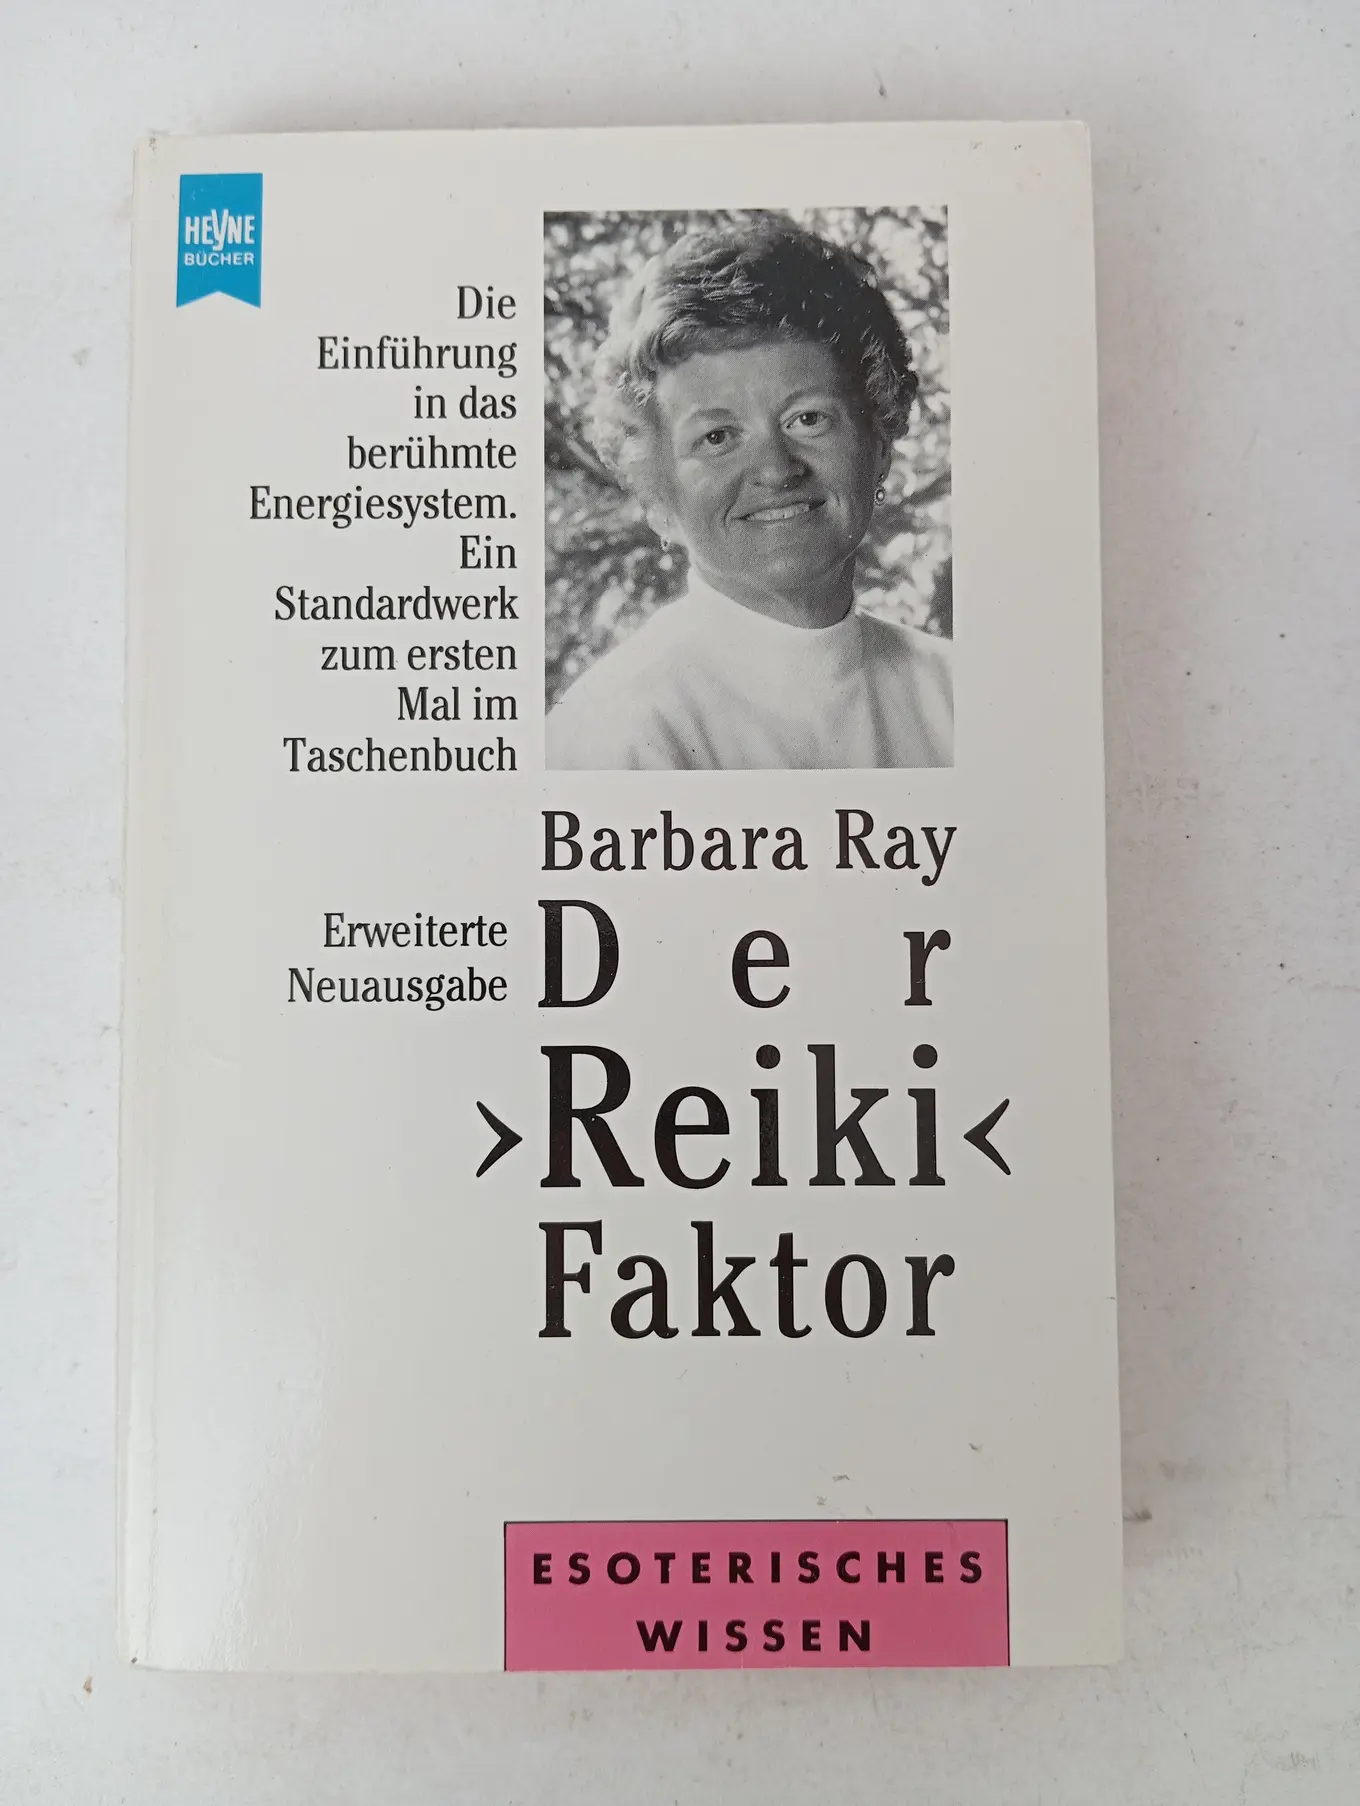 HEYNE
BÜCHER
Die
Einführung
in das
berühmte
Energiesystem.
Ein
Standardwerk
zum ersten
Mal im
Taschenbuch
Barbara Ray
Erweiterte
Neuausgabe
Der
›Reiki‹
Faktor
ESOTERISCHES
WISSEN